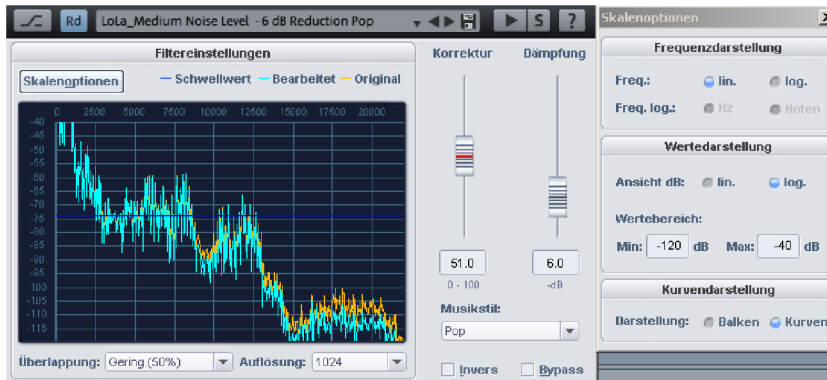 Rd LoLa_Medium Noise Level - 6 dB Reduction Pop S ?
Filtereinstellungen
Skalenoptionen
Schwellwert Bearbeitet Original
0 2500 5000 7500 10000 12500 15000 17500 20000
-40
-45
-50
-55
-60
-65
-70
-75
-80
-85
-90
-95
-100
-105
-110
-115
Überlappung: Gering (50%) Auflösung: 1024
Korrektur Dämpfung
51.0 6.0
0 - 100 -dB
Musikstil:
Pop
Invers Bypass
Skalenoptionen
Frequenzdarstellung
Freq.: lin. log.
Freq. log.: Hz Noten
Wertedarstellung
Ansicht dB: lin. log.
Wertebereich:
Min: -120 dB Max: -40 dB
Kurvendarstellung
Darstellung: Balken Kurven